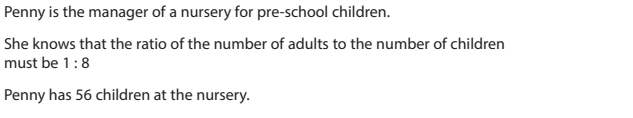 Penny is the manager of a nursery for pre-school children.
She knows that the ratio of the number of adults to the number of children
must be 1 : 8
Penny has 56 children at the nursery.